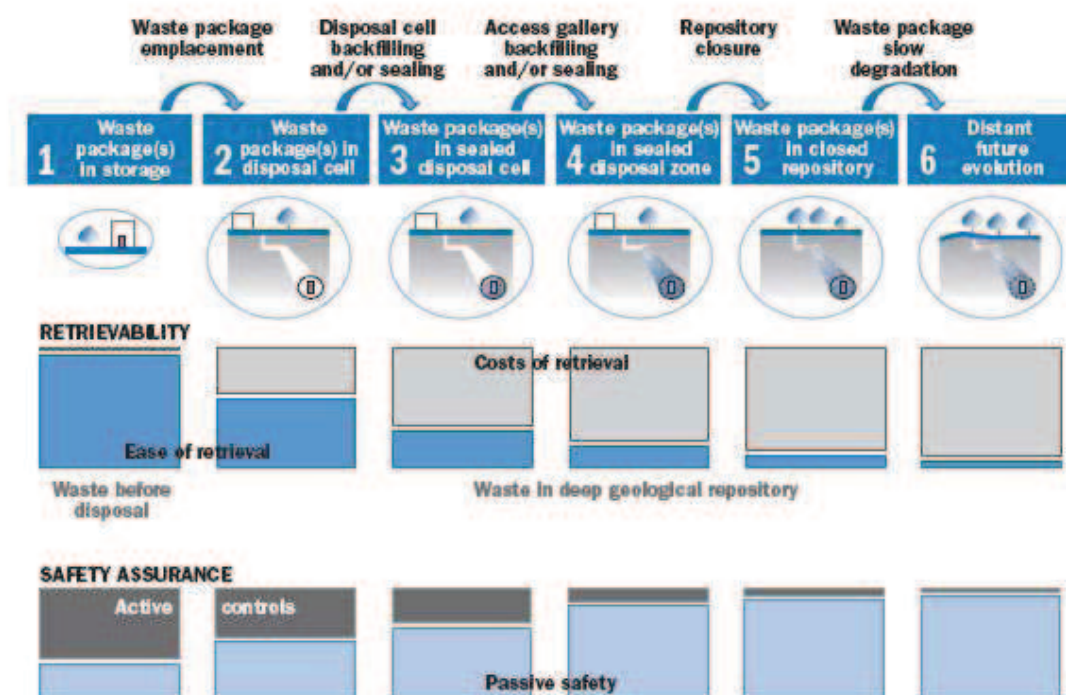 Waste package
emplacement
Disposal cell
backfilling
and/or sealing
Access gallery
backfilling
and/or sealing
Repository
closure
Waste package
slow
degradation
1 Waste
package(s)
in storage
2 Waste
package(s) in
disposal cell
3 Waste package(s)
in sealed
disposal cell
4 Waste package(s)
in sealed
disposal zone
5 Waste package(s)
in closed
repository
6 Distant
future
evolution
RETRIEVABILITY
Costs of retrieval
Ease of retrieval
Waste before
disposal
Waste in deep geological repository
SAFETY ASSURANCE
Active controls
Passive safety